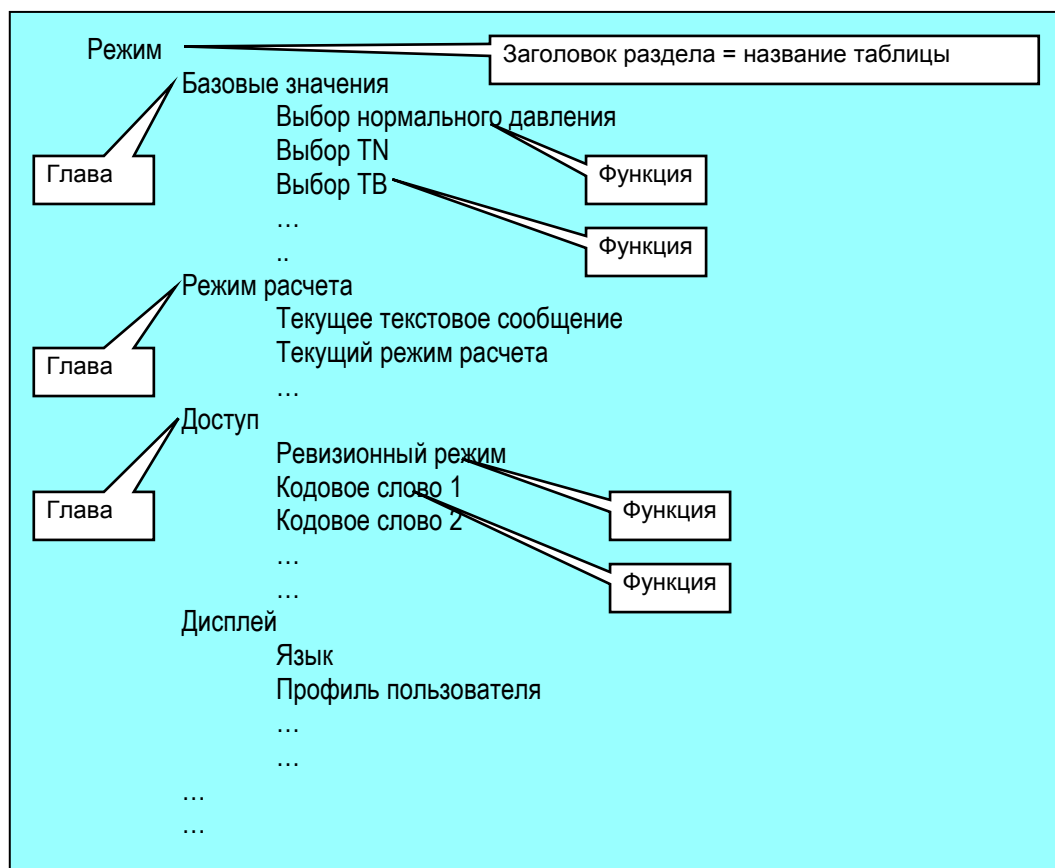 Режим
Заголовок раздела = название таблицы
Базовые значения
Выбор нормального давления
Глава
Выбор TN
Функция
Выбор TB
…
Функция
..
Режим расчета
Текущее текстовое сообщение
Глава
Текущий режим расчета
…
Доступ
Ревизионный режим
Глава
Кодовое слово 1
Функция
Кодовое слово 2
…
Функция
…
Дисплей
Язык
Профиль пользователя
…
…
…
…